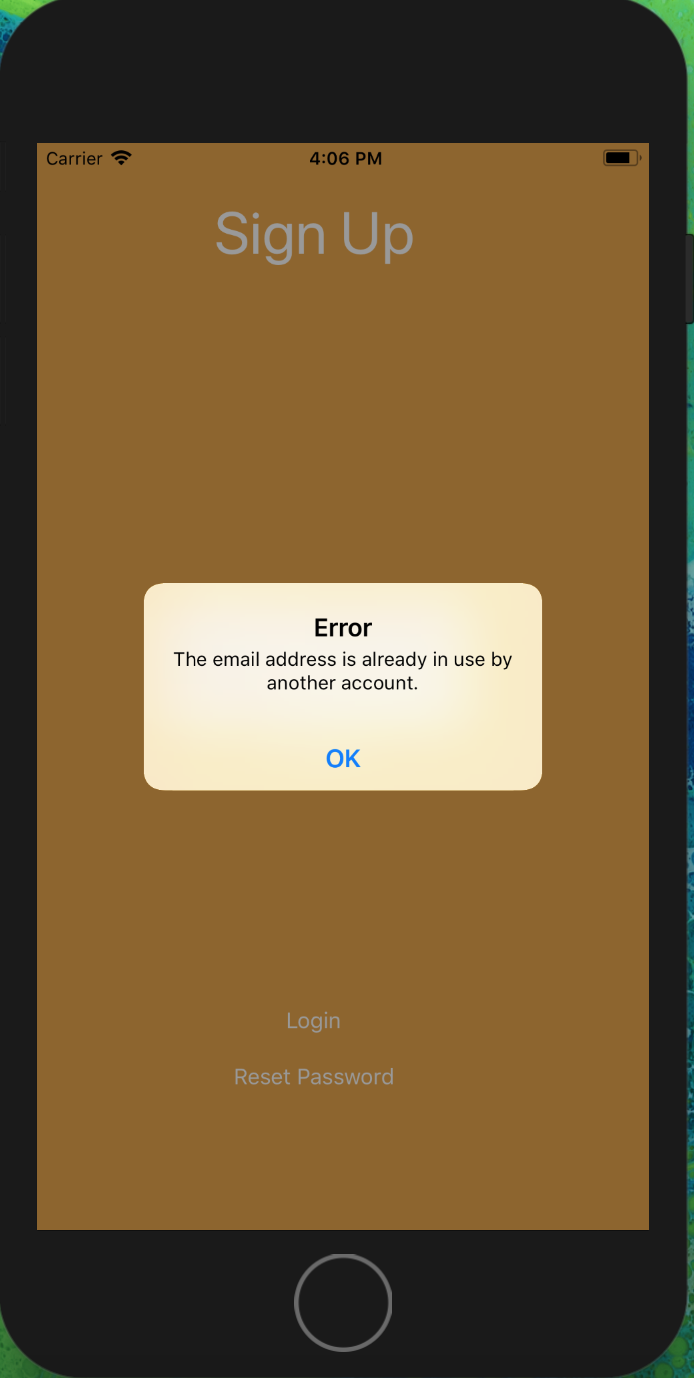 Carrier 4:06 PM
Sign Up
Error
The email address is already in use by
another account.
OK
Login
Reset Password